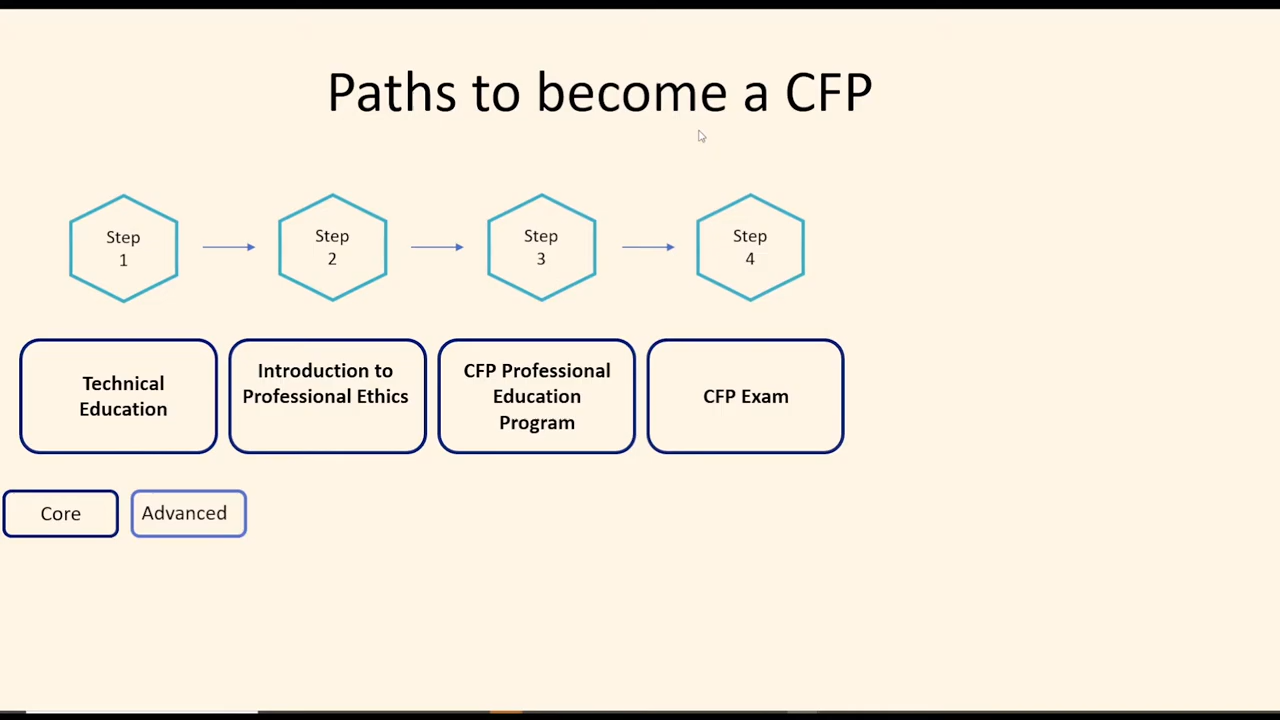 Paths to become a CFP
Step
1
Step
2
Step
3
Step
4
Technical
Education
Introduction to
Professional Ethics
CFP Professional
Education
Program
CFP Exam
Core
Advanced